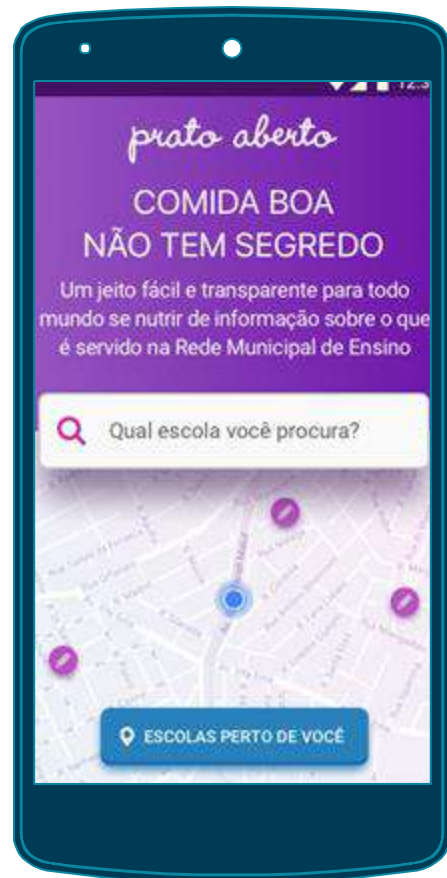 prato aberto
COMIDA BOA
NÃO TEM SEGREDO
Um jeito fácil e transparente para todo
mundo se nutrir de informação sobre o que
é servido na Rede Municipal de Ensino
Qual escola você procura?
ESCOLAS PERTO DE VOCÊ